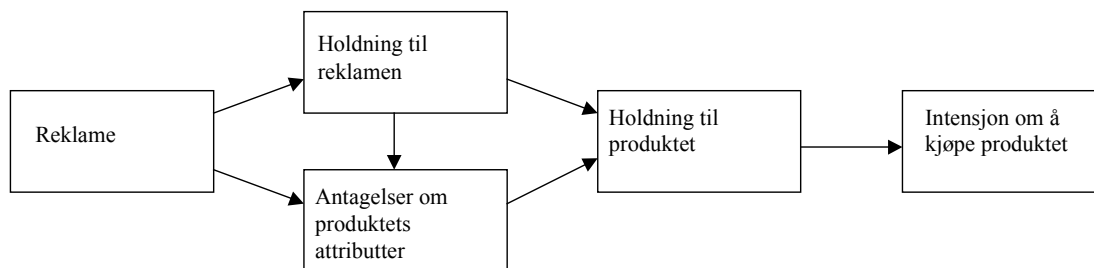 Reklame
Holdning til
reklamen
Antagelser om
produktets
attributter
Holdning til
produktet
Intensjon om å
kjøpe produktet